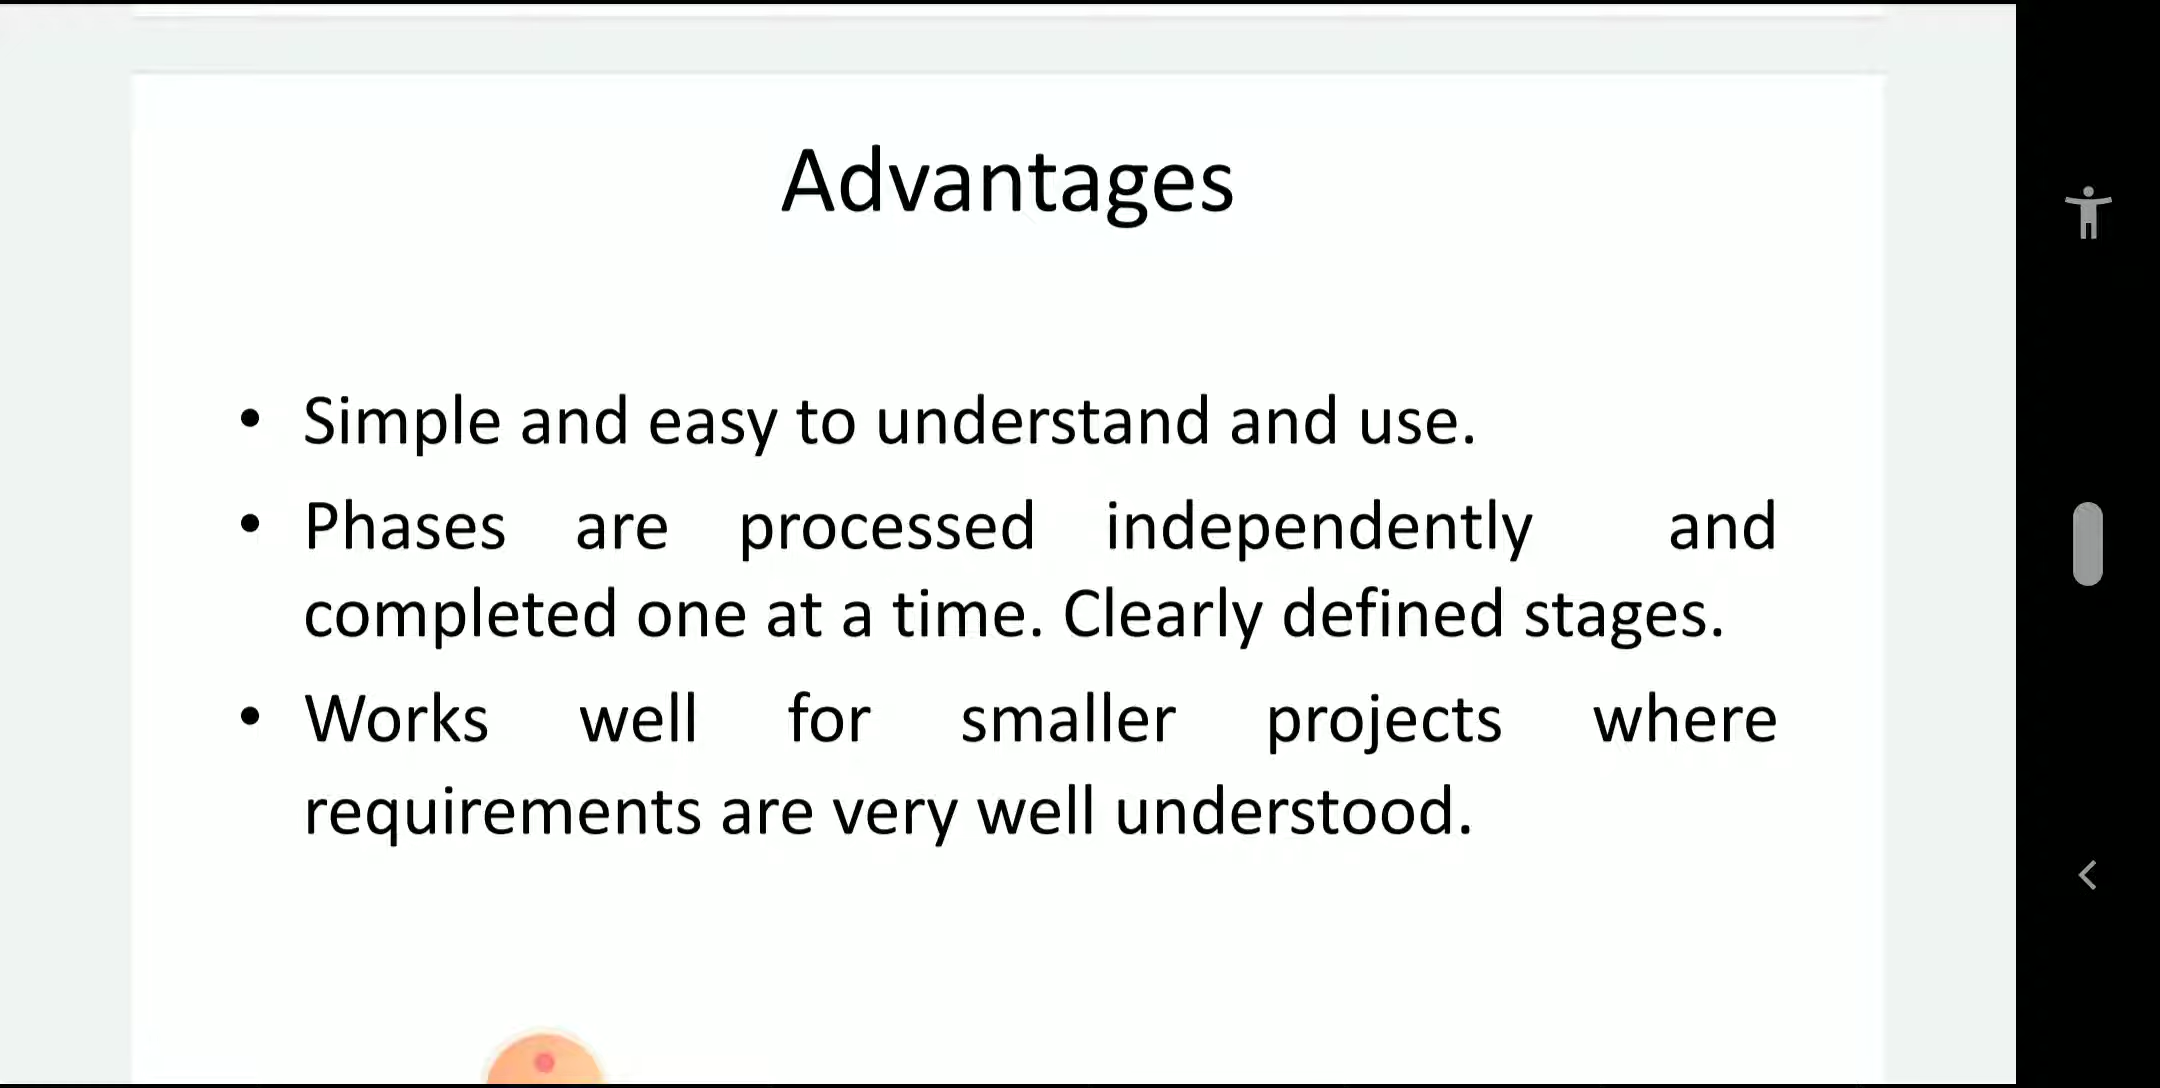 Advantages
• Simple and easy to understand and use.
• Phases are processed independently and
completed one at a time. Clearly defined stages.
• Works well for smaller projects where
requirements are very well understood.